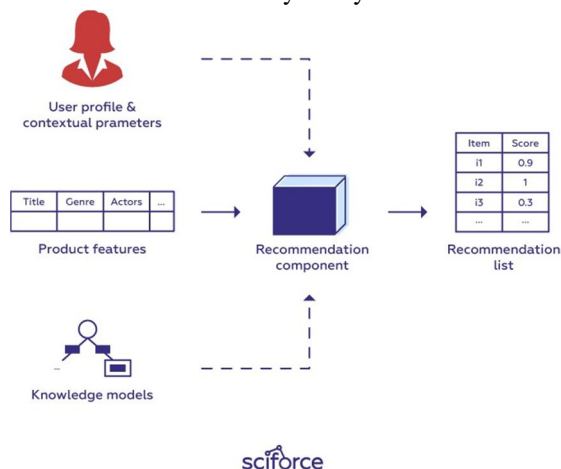 User profile &
contextual prameters
Title Genre Actors ...
Product features
Knowledge models
Recommendation
component
Item Score
i1 0.9
i2 1
i3 0.3
... ...
Recommendation
list
sciforce